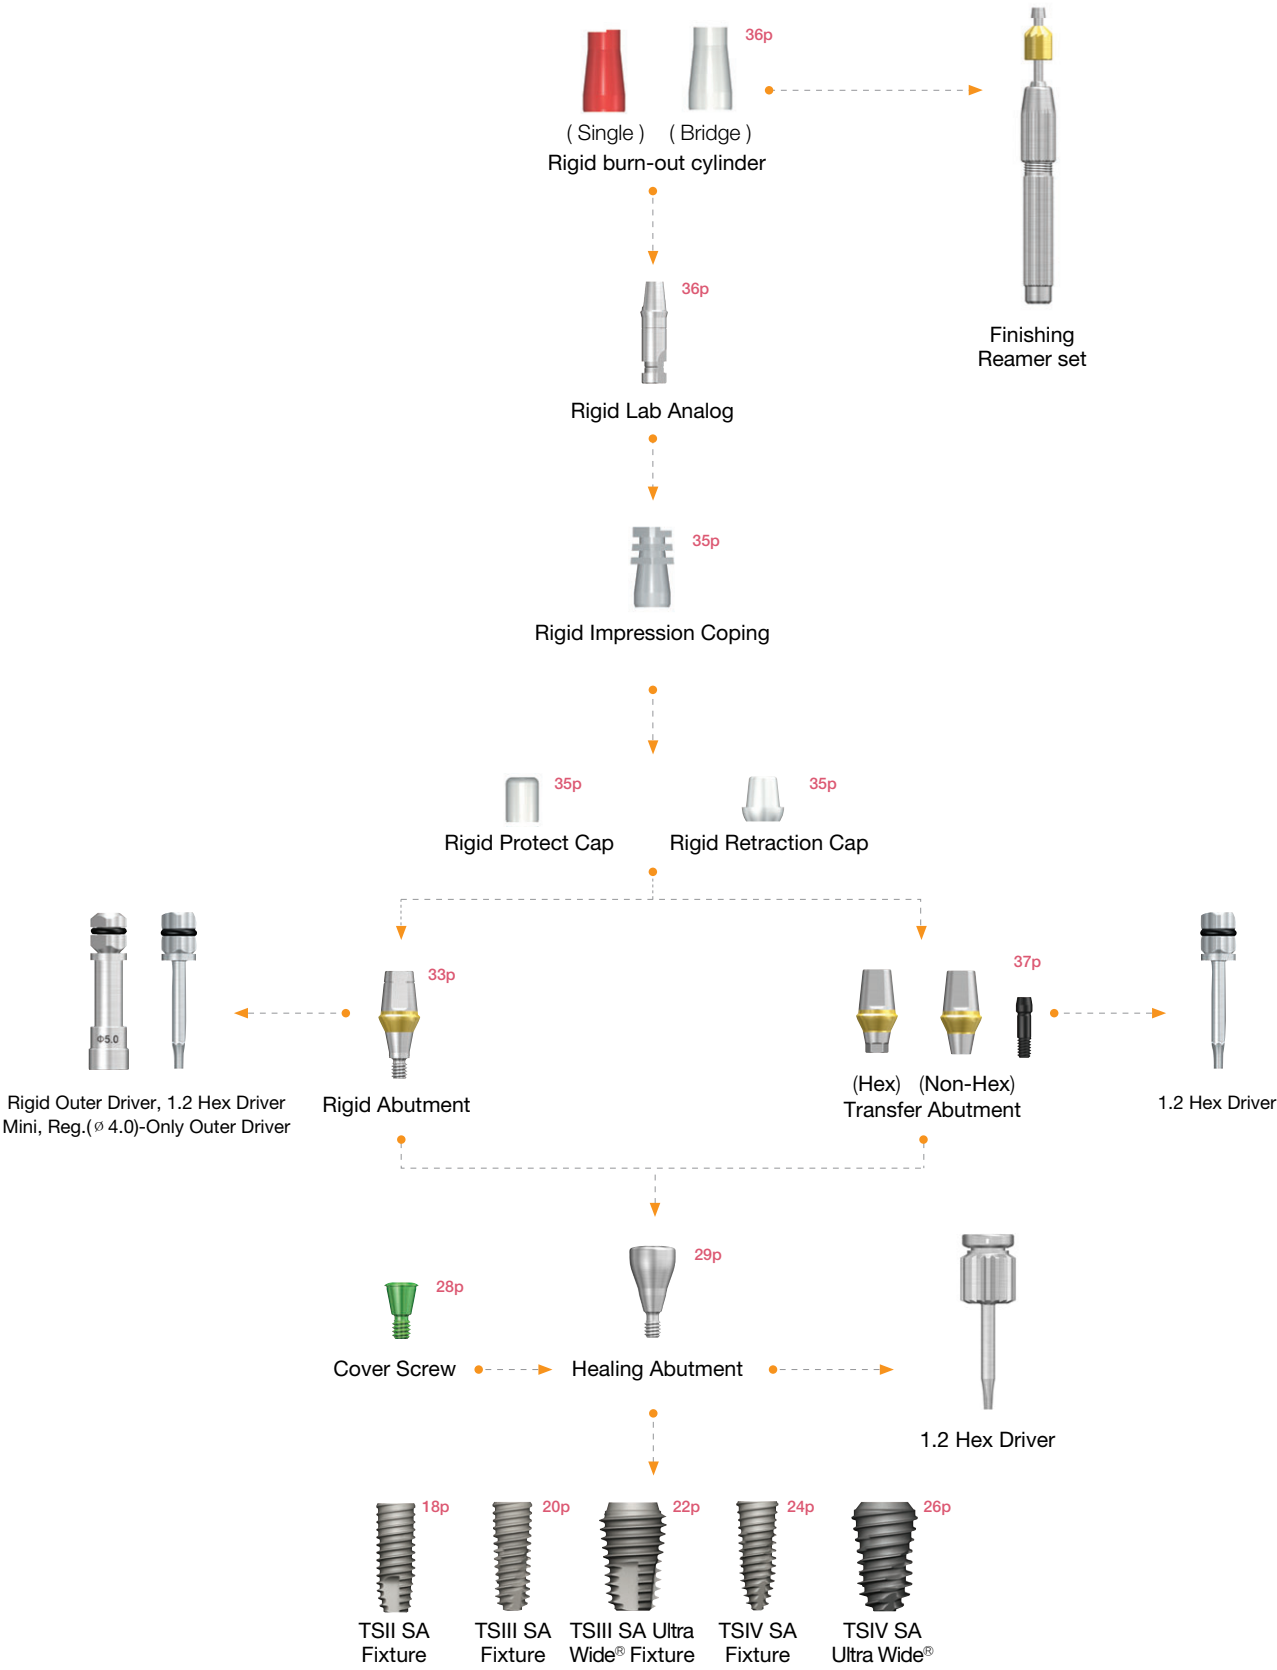 36p
( Single )
( Bridge )
Rigid burn-out cylinder
Finishing
Reamer set
36p
Rigid Lab Analog
35p
Rigid Impression Coping
35p
Rigid Protect Cap
35p
Rigid Retraction Cap
Φ5.0
Rigid Outer Driver, 1.2 Hex Driver
Mini, Reg.(ø 4.0)-Only Outer Driver
33p
Rigid Abutment
37p
(Hex)
(Non-Hex)
Transfer Abutment
1.2 Hex Driver
28p
Cover Screw
29p
Healing Abutment
1.2 Hex Driver
18p
TSII SA
Fixture
20p
TSIII SA
Fixture
22p
TSIII SA Ultra
Wide® Fixture
24p
TSIV SA
Fixture
26p
TSIV SA
Ultra Wide®